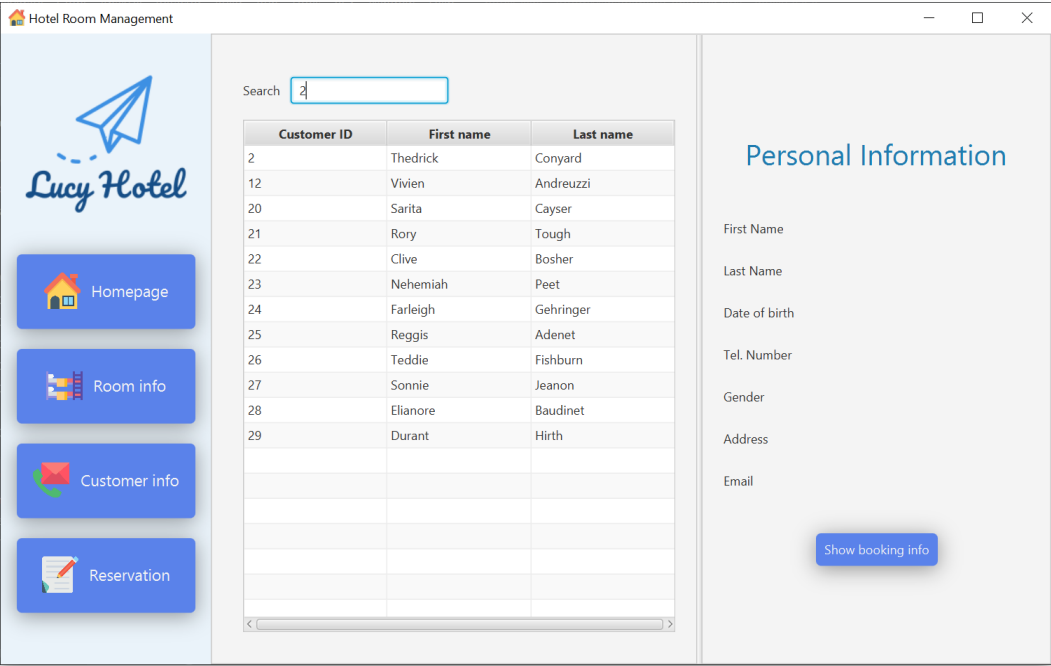 Hotel Room Management
Lucy Hotel
Homepage
Room info
Customer info
Reservation
Search 2
Customer ID First name Last name
2 Thedrick Conyard
12 Vivien Andreuzzi
20 Sarita Cayser
21 Rory Tough
22 Clive Bosher
23 Nehemiah Peet
24 Farleigh Gehringer
25 Reggis Adenet
26 Teddie Fishburn
27 Sonnie Jeanon
28 Elianore Baudinet
29 Durant Hirth
Personal Information
First Name
Last Name
Date of birth
Tel. Number
Gender
Address
Email
Show booking info